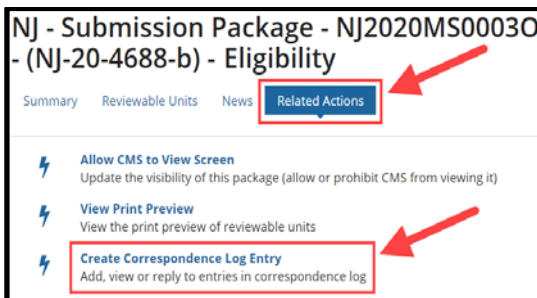 NJ - Submission Package - NJ2020MS0003O
- (NJ-20-4688-b) - Eligibility
Summary Reviewable Units News Related Actions
Allow CMS to View Screen
Update the visibility of this package (allow or prohibit CMS from viewing it)
View Print Preview
View the print preview of reviewable units
Create Correspondence Log Entry
Add, view or reply to entries in correspondence log